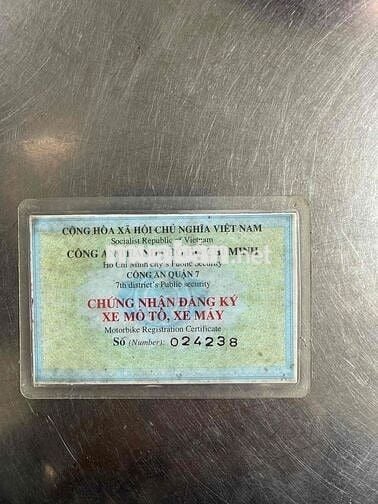 CỘNG HÒA XÃ HỘI CHỦ NGHĨA VIỆT NAM
Socialist Republic of Vietnam
CÔNG A MINH
Ho Chi Minh city's Public Security
CÔNG AN QUẬN 7
7th district's Public security
CHỨNG NHẬN ĐĂNG KÝ
XE MÔ TÔ, XE MÁY
Motorbike Registration Certificate
Số (Number): 024238